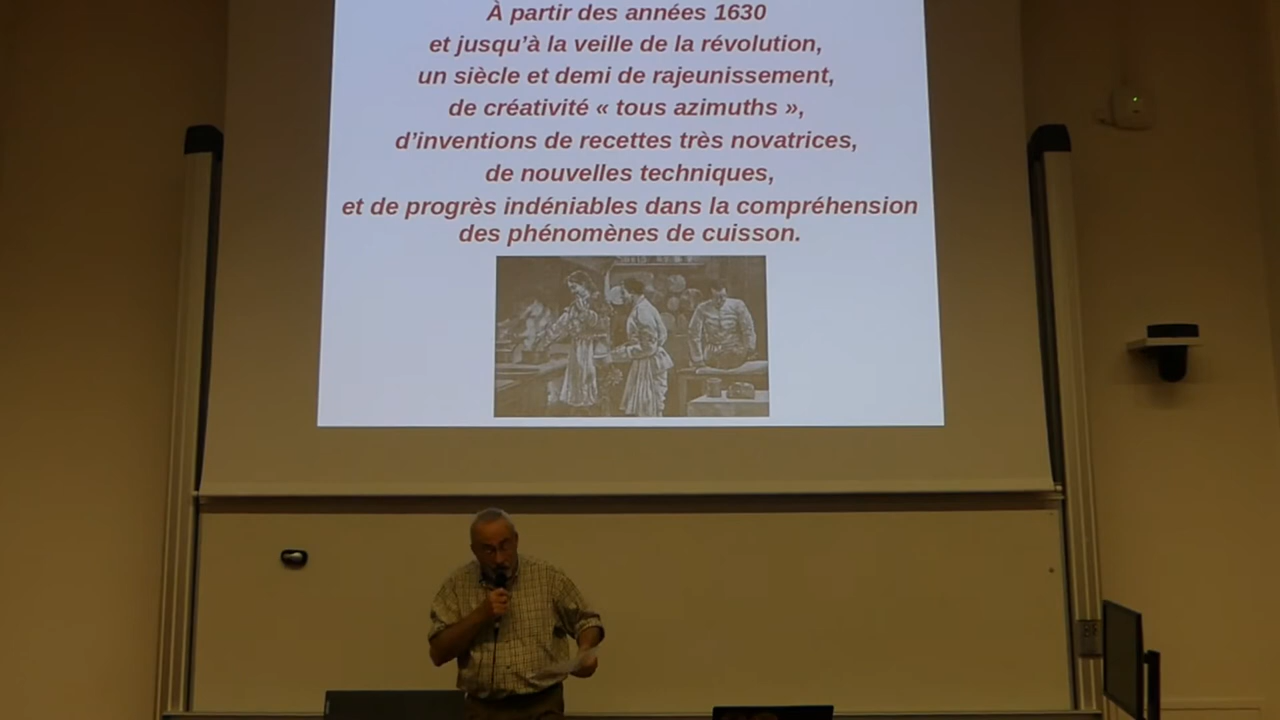 À partir des années 1630
et jusqu’à la veille de la révolution,
un siècle et demi de rajeunissement,
de créativité « tous azimuths »,
d’inventions de recettes très novatrices,
de nouvelles techniques,
et de progrès indéniables dans la compréhension
des phénomènes de cuisson.